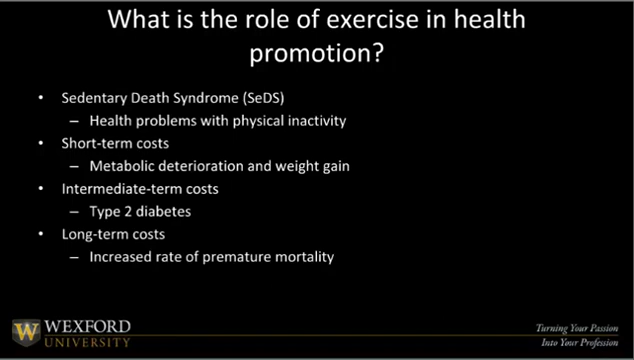 What is the role of exercise in health
promotion?
• Sedentary Death Syndrome (SeDS)
– Health problems with physical inactivity
• Short-term costs
– Metabolic deterioration and weight gain
• Intermediate-term costs
– Type 2 diabetes
• Long-term costs
– Increased rate of premature mortality
W WEXFORD
UNIVERSITY
Turning Your Passion
Into Your Profession